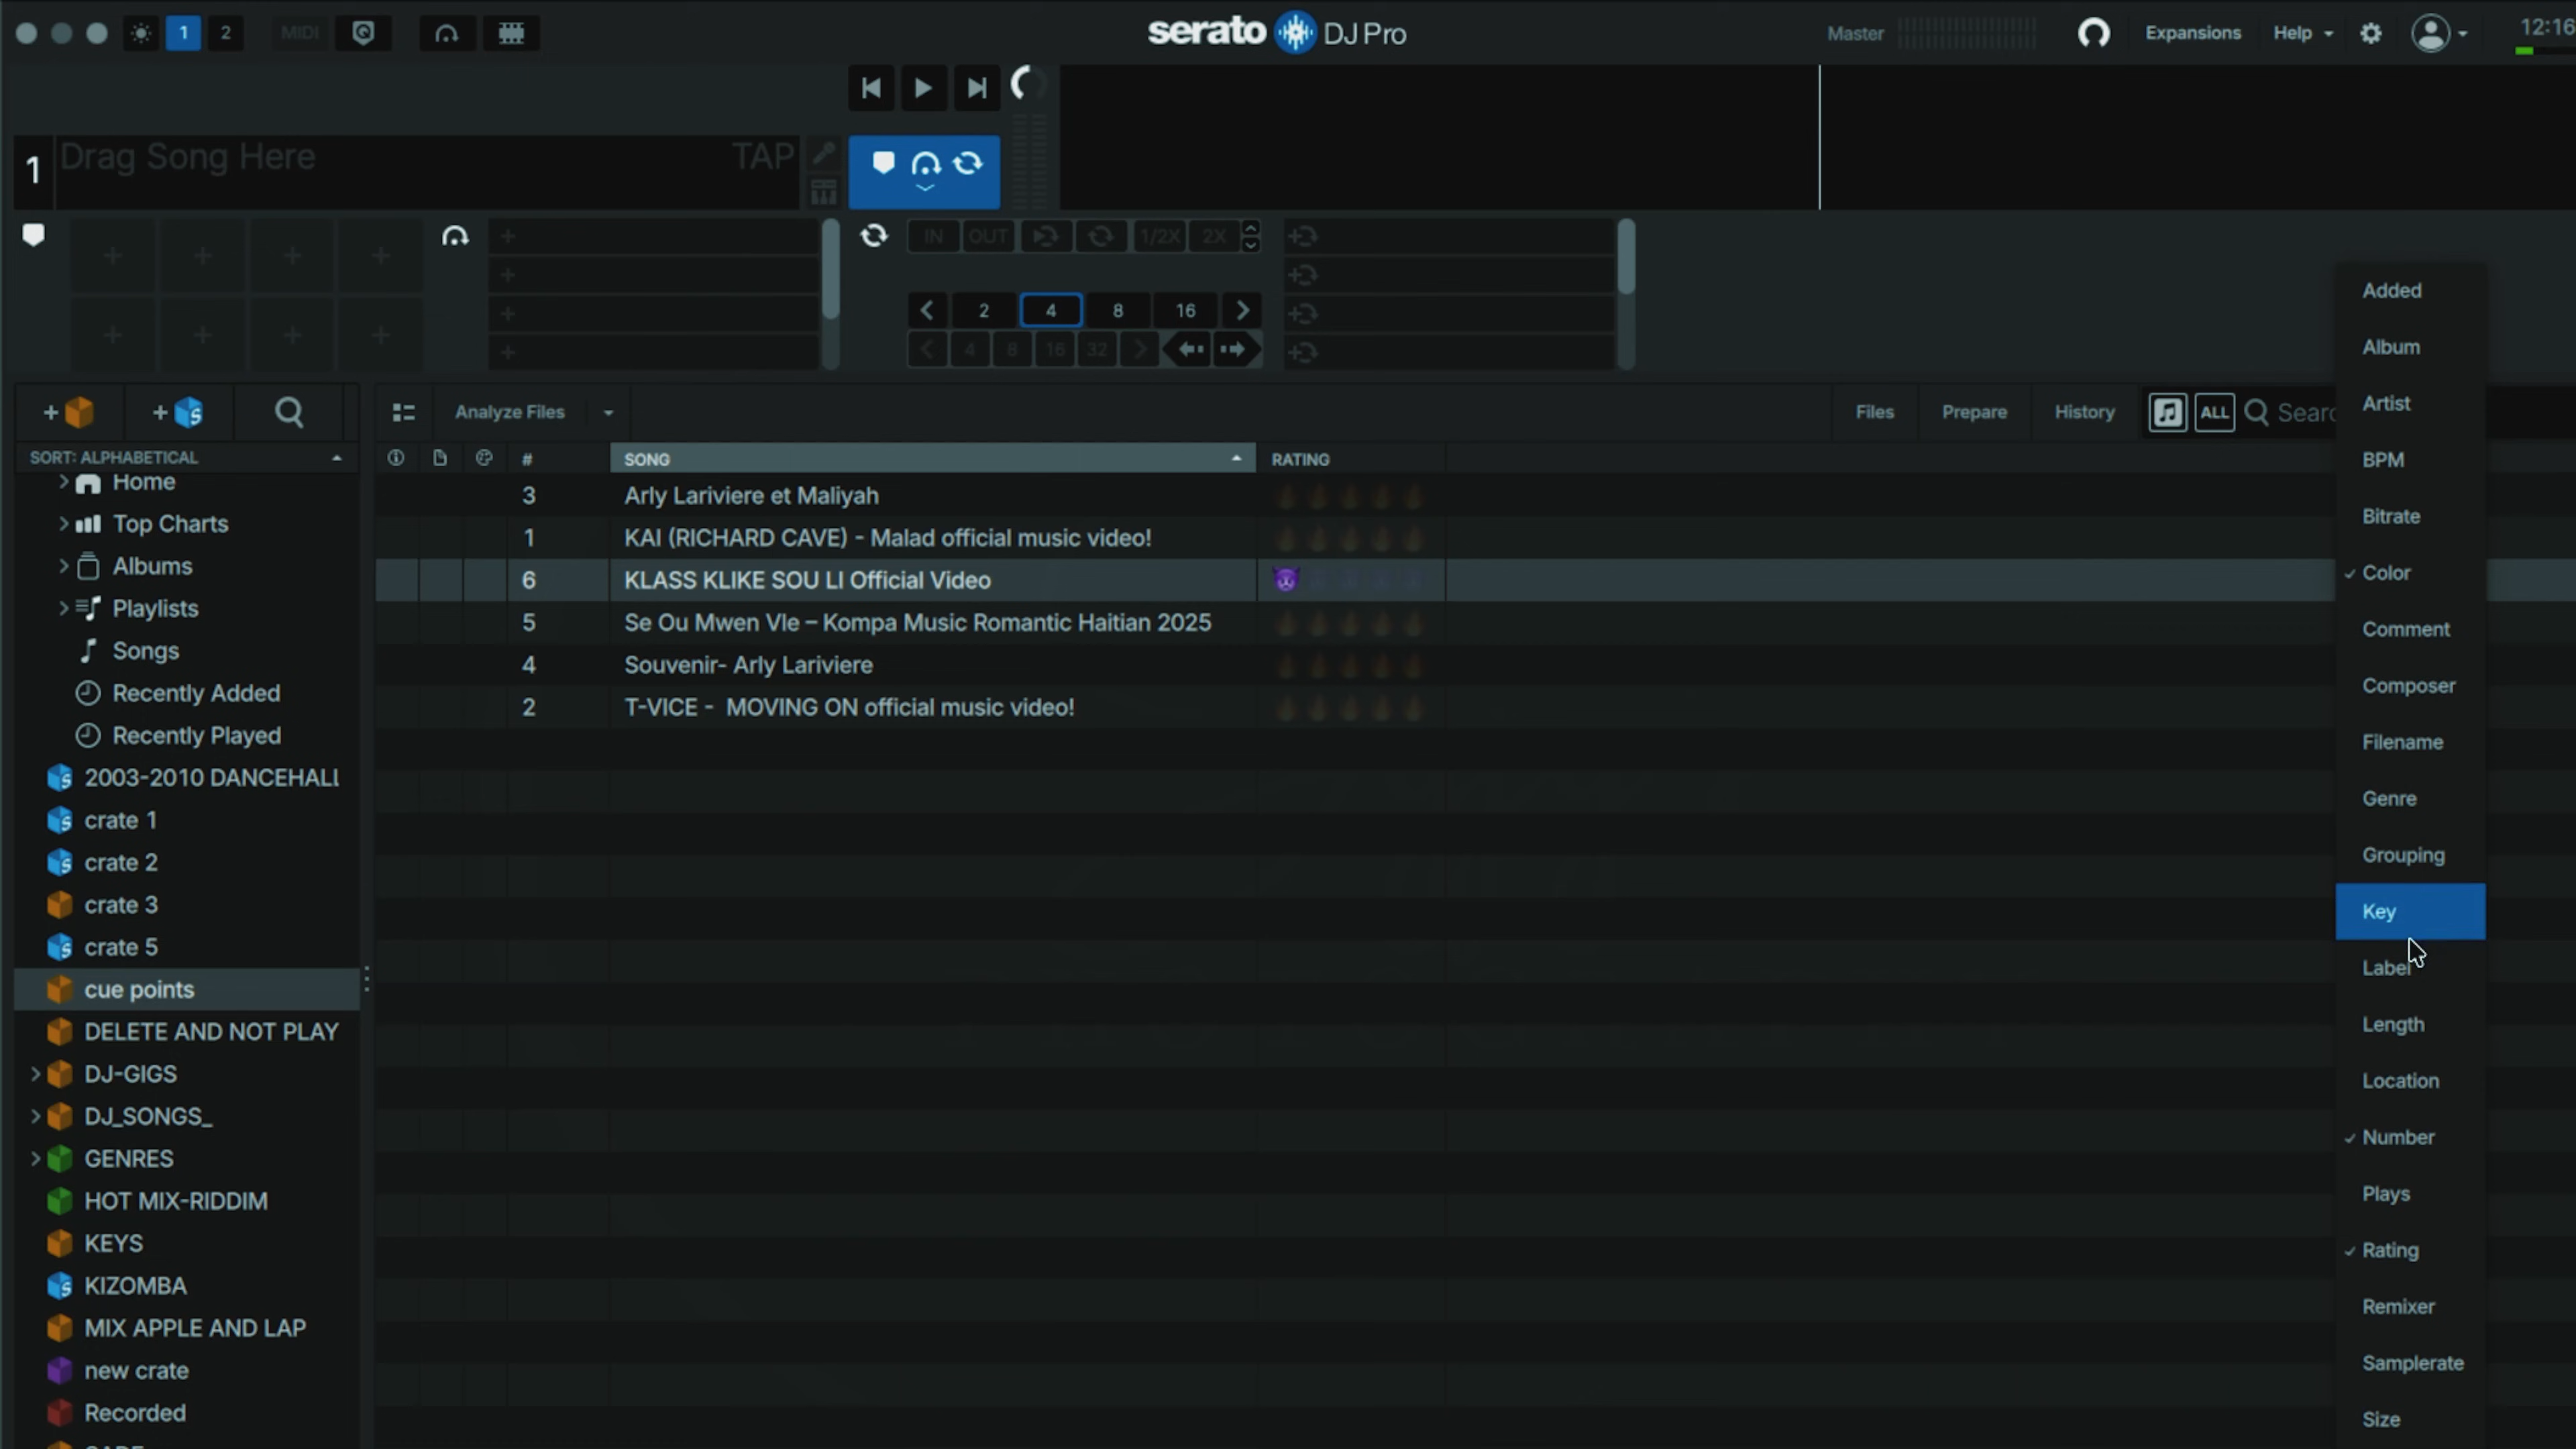 1 2 MIDI serato DJ Pro Master Expansions Help 12:16
1 Drag Song Here TAP
IN OUT 1/2X 2X
2 4 8 16
4 8 16 32
Analyze Files Files Prepare History ALL Searc
SORT: ALPHABETICAL
Home
Top Charts
Albums
Playlists
Songs
Recently Added
Recently Played
2003-2010 DANCEHALL
crate 1
crate 2
crate 3
crate 5
cue points
DELETE AND NOT PLAY
DJ-GIGS
DJ_SONGS_
GENRES
HOT MIX-RIDDIM
KEYS
KIZOMBA
MIX APPLE AND LAP
new crate
Recorded
# SONG RATING
3 Arly Lariviere et Maliyah
1 KAI (RICHARD CAVE) - Malad official music video!
6 KLASS KLIKE SOU LI Official Video
5 Se Ou Mwen Vle – Kompa Music Romantic Haitian 2025
4 Souvenir- Arly Lariviere
2 T-VICE - MOVING ON official music video!
Added
Album
Artist
BPM
Bitrate
Color
Comment
Composer
Filename
Genre
Grouping
Key
Label
Length
Location
Number
Plays
Rating
Remixer
Samplerate
Size